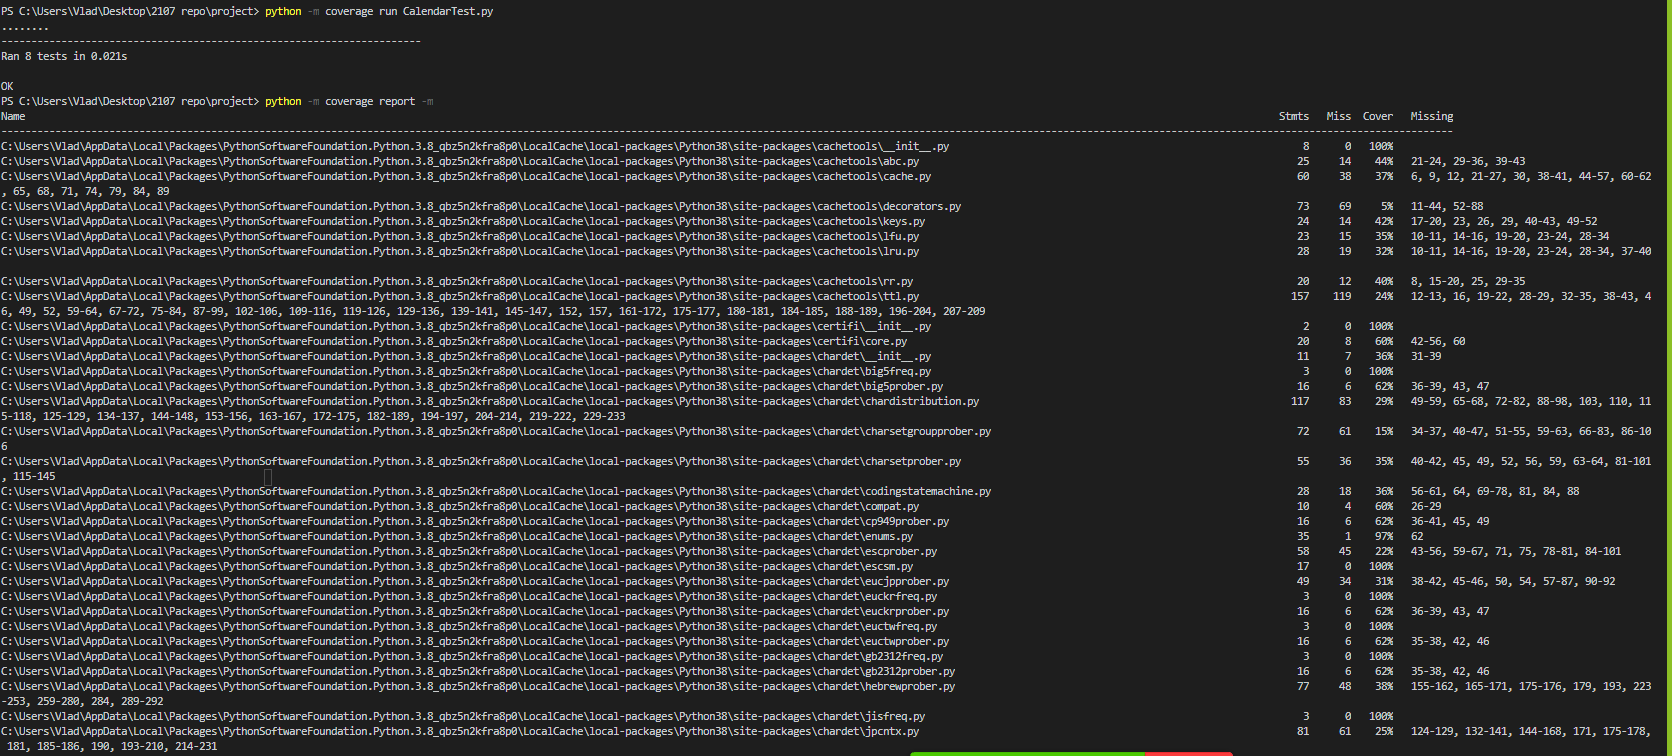 PS C:\Users\Vlad\Desktop\2107 repo\project> python -m coverage run CalendarTest.py
........
----------------------------------------------------------------------
Ran 8 tests in 0.021s
OK
PS C:\Users\Vlad\Desktop\2107 repo\project> python -m coverage report -m
Name Stmts Miss Cover Missing
----------------------------------------------------------------------
C:\Users\Vlad\AppData\Local\Packages\PythonSoftwareFoundation.Python.3.8_qbz5n2kfra8p0\LocalCache\local-packages\Python38\site-packages\cachetools\__init__.py 8 0 100%
C:\Users\Vlad\AppData\Local\Packages\PythonSoftwareFoundation.Python.3.8_qbz5n2kfra8p0\LocalCache\local-packages\Python38\site-packages\cachetools\abc.py 25 14 44% 21-24, 29-36, 39-43
C:\Users\Vlad\AppData\Local\Packages\PythonSoftwareFoundation.Python.3.8_qbz5n2kfra8p0\LocalCache\local-packages\Python38\site-packages\cachetools\cache.py 60 38 37% 6, 9, 12, 21-27, 30, 38-41, 44-57, 60-62
, 65, 68, 71, 74, 79, 84, 89
C:\Users\Vlad\AppData\Local\Packages\PythonSoftwareFoundation.Python.3.8_qbz5n2kfra8p0\LocalCache\local-packages\Python38\site-packages\cachetools\decorators.py 73 69 5% 11-44, 52-88
C:\Users\Vlad\AppData\Local\Packages\PythonSoftwareFoundation.Python.3.8_qbz5n2kfra8p0\LocalCache\local-packages\Python38\site-packages\cachetools\keys.py 24 14 42% 17-20, 23, 26, 29, 40-43, 49-52
C:\Users\Vlad\AppData\Local\Packages\PythonSoftwareFoundation.Python.3.8_qbz5n2kfra8p0\LocalCache\local-packages\Python38\site-packages\cachetools\lfu.py 23 15 35% 10-11, 14-16, 19-20, 23-24, 28-34
C:\Users\Vlad\AppData\Local\Packages\PythonSoftwareFoundation.Python.3.8_qbz5n2kfra8p0\LocalCache\local-packages\Python38\site-packages\cachetools\lru.py 28 19 32% 10-11, 14-16, 19-20, 23-24, 28-34, 37-40
C:\Users\Vlad\AppData\Local\Packages\PythonSoftwareFoundation.Python.3.8_qbz5n2kfra8p0\LocalCache\local-packages\Python38\site-packages\cachetools\rr.py 20 12 40% 8, 15-20, 25, 29-35
C:\Users\Vlad\AppData\Local\Packages\PythonSoftwareFoundation.Python.3.8_qbz5n2kfra8p0\LocalCache\local-packages\Python38\site-packages\cachetools\ttl.py 157 119 24% 12-13, 16, 19-22, 28-29, 32-35, 38-43, 4
6, 49, 52, 59-64, 67-72, 75-84, 87-99, 102-106, 109-116, 119-126, 129-136, 139-141, 145-147, 152, 157, 161-172, 175-177, 180-181, 184-185, 188-189, 196-204, 207-209
C:\Users\Vlad\AppData\Local\Packages\PythonSoftwareFoundation.Python.3.8_qbz5n2kfra8p0\LocalCache\local-packages\Python38\site-packages\certifi\__init__.py 2 0 100%
C:\Users\Vlad\AppData\Local\Packages\PythonSoftwareFoundation.Python.3.8_qbz5n2kfra8p0\LocalCache\local-packages\Python38\site-packages\certifi\core.py 20 8 60% 42-56, 60
C:\Users\Vlad\AppData\Local\Packages\PythonSoftwareFoundation.Python.3.8_qbz5n2kfra8p0\LocalCache\local-packages\Python38\site-packages\chardet\__init__.py 11 7 36% 31-39
C:\Users\Vlad\AppData\Local\Packages\PythonSoftwareFoundation.Python.3.8_qbz5n2kfra8p0\LocalCache\local-packages\Python38\site-packages\chardet\big5freq.py 3 0 100%
C:\Users\Vlad\AppData\Local\Packages\PythonSoftwareFoundation.Python.3.8_qbz5n2kfra8p0\LocalCache\local-packages\Python38\site-packages\chardet\big5prober.py 16 6 62% 36-39, 43, 47
C:\Users\Vlad\AppData\Local\Packages\PythonSoftwareFoundation.Python.3.8_qbz5n2kfra8p0\LocalCache\local-packages\Python38\site-packages\chardet\chardistribution.py 117 83 29% 49-59, 65-68, 72-82, 88-98, 103, 110, 11
5-118, 125-129, 134-137, 144-148, 153-156, 163-167, 172-175, 182-189, 194-197, 204-214, 219-222, 229-233
C:\Users\Vlad\AppData\Local\Packages\PythonSoftwareFoundation.Python.3.8_qbz5n2kfra8p0\LocalCache\local-packages\Python38\site-packages\chardet\charsetgroupprober.py 72 61 15% 34-37, 40-47, 51-55, 59-63, 66-83, 86-10
6
C:\Users\Vlad\AppData\Local\Packages\PythonSoftwareFoundation.Python.3.8_qbz5n2kfra8p0\LocalCache\local-packages\Python38\site-packages\chardet\charsetprober.py 55 36 35% 40-42, 45, 49, 52, 56, 59, 63-64, 81-101
, 115-145
C:\Users\Vlad\AppData\Local\Packages\PythonSoftwareFoundation.Python.3.8_qbz5n2kfra8p0\LocalCache\local-packages\Python38\site-packages\chardet\codingstatemachine.py 28 18 36% 56-61, 64, 69-78, 81, 84, 88
C:\Users\Vlad\AppData\Local\Packages\PythonSoftwareFoundation.Python.3.8_qbz5n2kfra8p0\LocalCache\local-packages\Python38\site-packages\chardet\compat.py 10 4 60% 26-29
C:\Users\Vlad\AppData\Local\Packages\PythonSoftwareFoundation.Python.3.8_qbz5n2kfra8p0\LocalCache\local-packages\Python38\site-packages\chardet\cp949prober.py 16 6 62% 36-41, 45, 49
C:\Users\Vlad\AppData\Local\Packages\PythonSoftwareFoundation.Python.3.8_qbz5n2kfra8p0\LocalCache\local-packages\Python38\site-packages\chardet\enums.py 35 1 97% 62
C:\Users\Vlad\AppData\Local\Packages\PythonSoftwareFoundation.Python.3.8_qbz5n2kfra8p0\LocalCache\local-packages\Python38\site-packages\chardet\escprober.py 58 45 22% 43-56, 59-67, 71, 75, 78-81, 84-101
C:\Users\Vlad\AppData\Local\Packages\PythonSoftwareFoundation.Python.3.8_qbz5n2kfra8p0\LocalCache\local-packages\Python38\site-packages\chardet\escsm.py 17 0 100%
C:\Users\Vlad\AppData\Local\Packages\PythonSoftwareFoundation.Python.3.8_qbz5n2kfra8p0\LocalCache\local-packages\Python38\site-packages\chardet\eucjpprober.py 49 34 31% 38-42, 45-46, 50, 54, 57-87, 90-92
C:\Users\Vlad\AppData\Local\Packages\PythonSoftwareFoundation.Python.3.8_qbz5n2kfra8p0\LocalCache\local-packages\Python38\site-packages\chardet\euckrfreq.py 3 0 100%
C:\Users\Vlad\AppData\Local\Packages\PythonSoftwareFoundation.Python.3.8_qbz5n2kfra8p0\LocalCache\local-packages\Python38\site-packages\chardet\euckrprober.py 16 6 62% 36-39, 43, 47
C:\Users\Vlad\AppData\Local\Packages\PythonSoftwareFoundation.Python.3.8_qbz5n2kfra8p0\LocalCache\local-packages\Python38\site-packages\chardet\euctwfreq.py 3 0 100%
C:\Users\Vlad\AppData\Local\Packages\PythonSoftwareFoundation.Python.3.8_qbz5n2kfra8p0\LocalCache\local-packages\Python38\site-packages\chardet\euctwprober.py 16 6 62% 35-38, 42, 46
C:\Users\Vlad\AppData\Local\Packages\PythonSoftwareFoundation.Python.3.8_qbz5n2kfra8p0\LocalCache\local-packages\Python38\site-packages\chardet\gb2312freq.py 3 0 100%
C:\Users\Vlad\AppData\Local\Packages\PythonSoftwareFoundation.Python.3.8_qbz5n2kfra8p0\LocalCache\local-packages\Python38\site-packages\chardet\gb2312prober.py 16 6 62% 35-38, 42, 46
C:\Users\Vlad\AppData\Local\Packages\PythonSoftwareFoundation.Python.3.8_qbz5n2kfra8p0\LocalCache\local-packages\Python38\site-packages\chardet\hebrewprober.py 77 48 38% 155-162, 165-171, 175-176, 179, 193, 223
-253, 259-280, 284, 289-292
C:\Users\Vlad\AppData\Local\Packages\PythonSoftwareFoundation.Python.3.8_qbz5n2kfra8p0\LocalCache\local-packages\Python38\site-packages\chardet\jisfreq.py 3 0 100%
C:\Users\Vlad\AppData\Local\Packages\PythonSoftwareFoundation.Python.3.8_qbz5n2kfra8p0\LocalCache\local-packages\Python38\site-packages\chardet\jpcntx.py 81 61 25% 124-129, 132-141, 144-168, 171, 175-178,
181, 185-186, 190, 193-210, 214-231